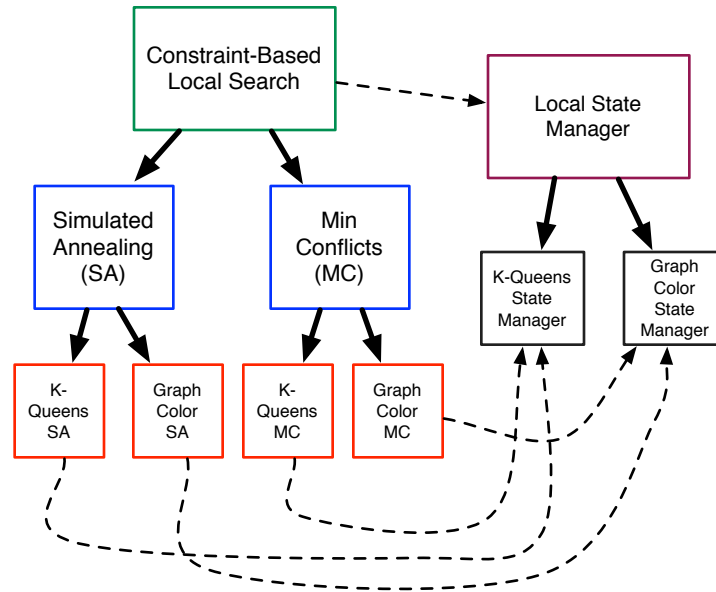 Constraint-Based
Local Search
Local State
Manager
Simulated
Annealing
(SA)
Min
Conflicts
(MC)
K-Queens
State
Manager
Graph
Color
State
Manager
K-
Queens
SA
Graph
Color
SA
K-
Queens
MC
Graph
Color
MC